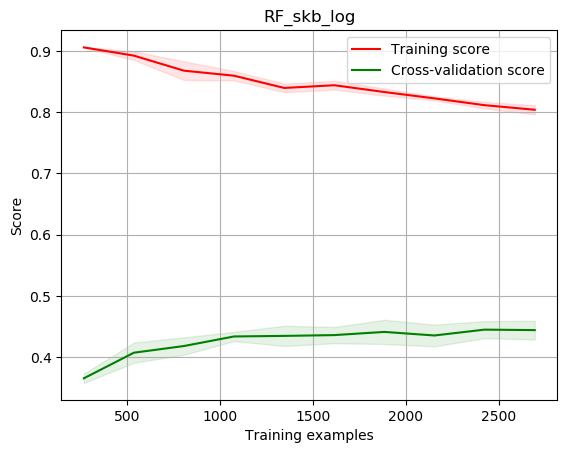 RF_skb_log
Training score
Cross-validation score
Score
0.9
0.8
0.7
0.6
0.5
0.4
500
1000
1500
2000
2500
Training examples